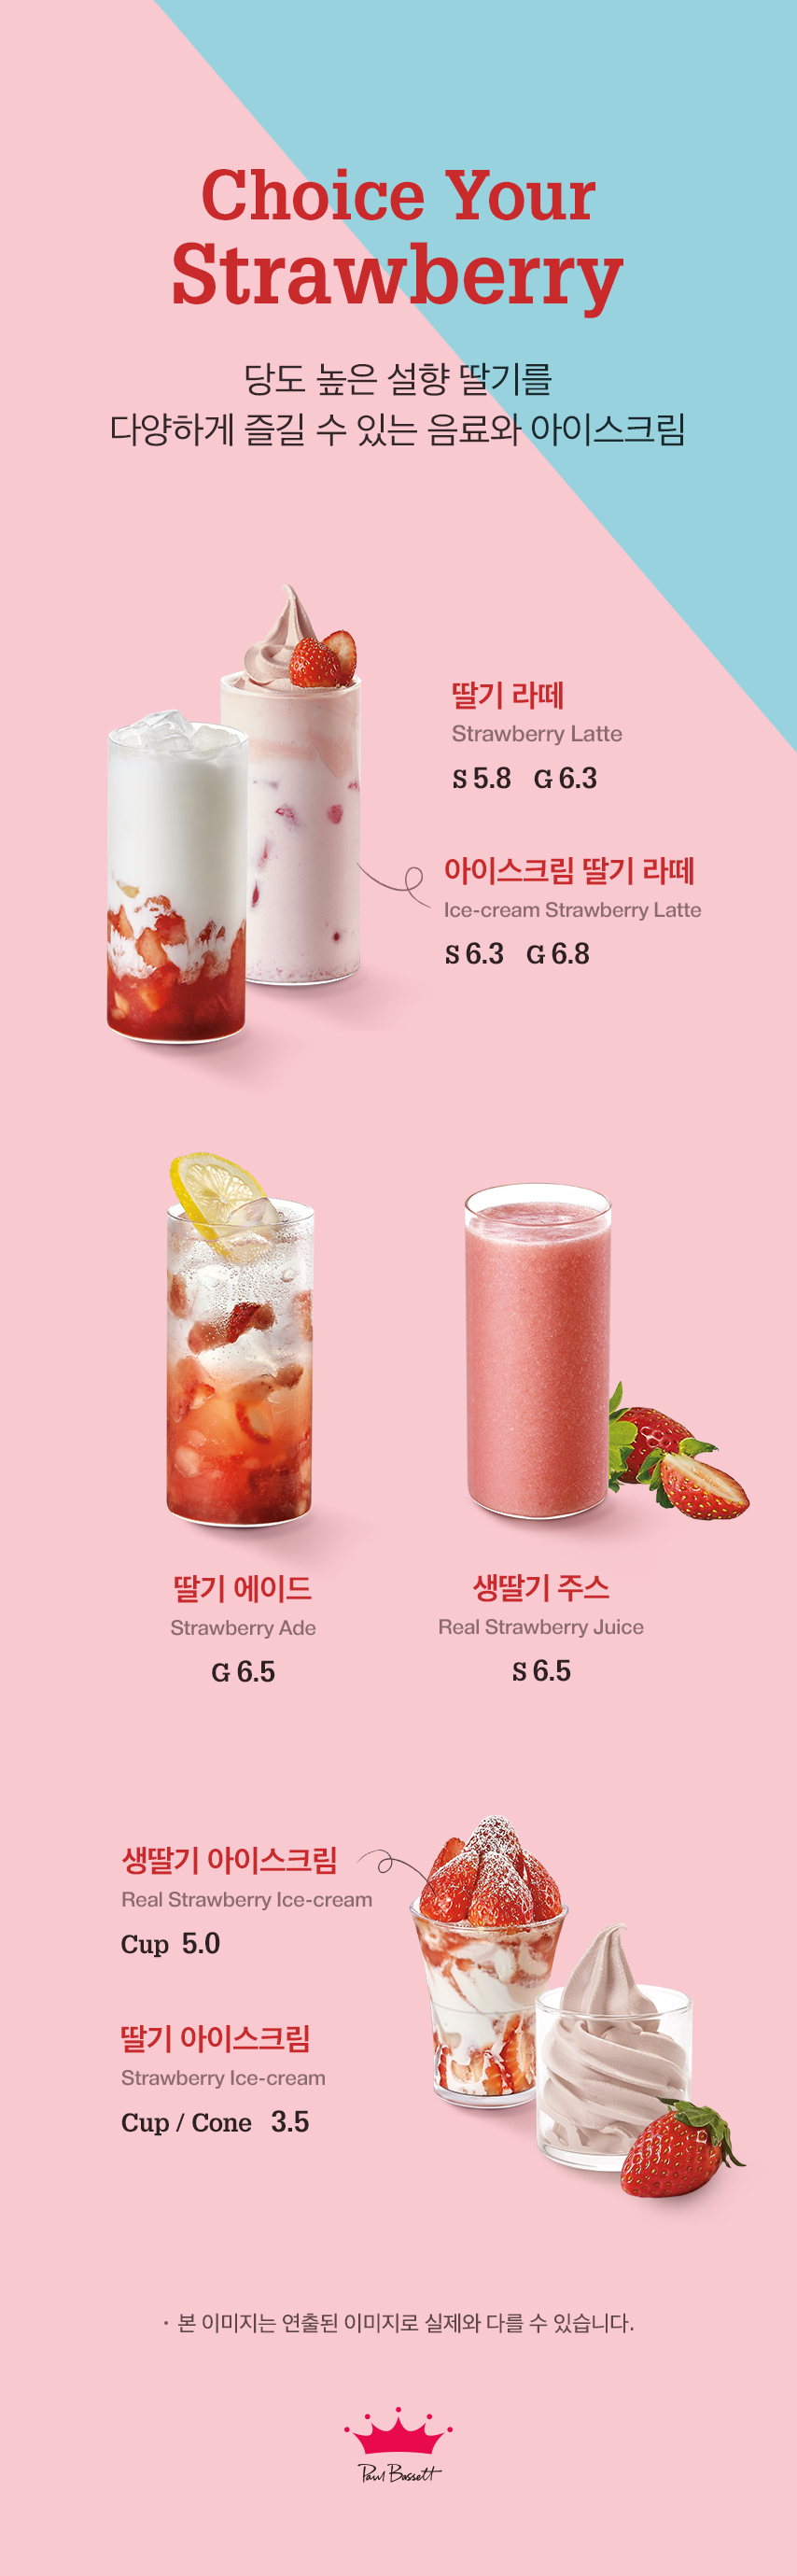 Choice Your
Strawberry
당도 높은 설향 딸기를
다양하게 즐길 수 있는 음료와 아이스크림
딸기 라떼
Strawberry Latte
S 5.8 G 6.3
아이스크림 딸기 라떼
Ice-cream Strawberry Latte
S 6.3 G 6.8
딸기 에이드
Strawberry Ade
G 6.5
생딸기 주스
Real Strawberry Juice
S 6.5
생딸기 아이스크림
Real Strawberry Ice-cream
Cup 5.0
딸기 아이스크림
Strawberry Ice-cream
Cup / Cone 3.5
· 본 이미지는 연출된 이미지로 실제와 다를 수 있습니다.
Paul Bassett